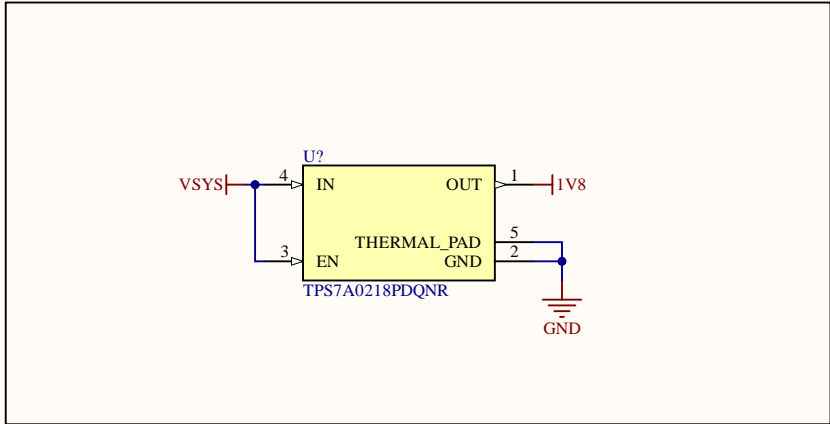 U?
VSYS
4
IN
OUT
1
1V8
THERMAL_PAD
5
3
EN
GND
2
TPS7A0218PDQNR
GND